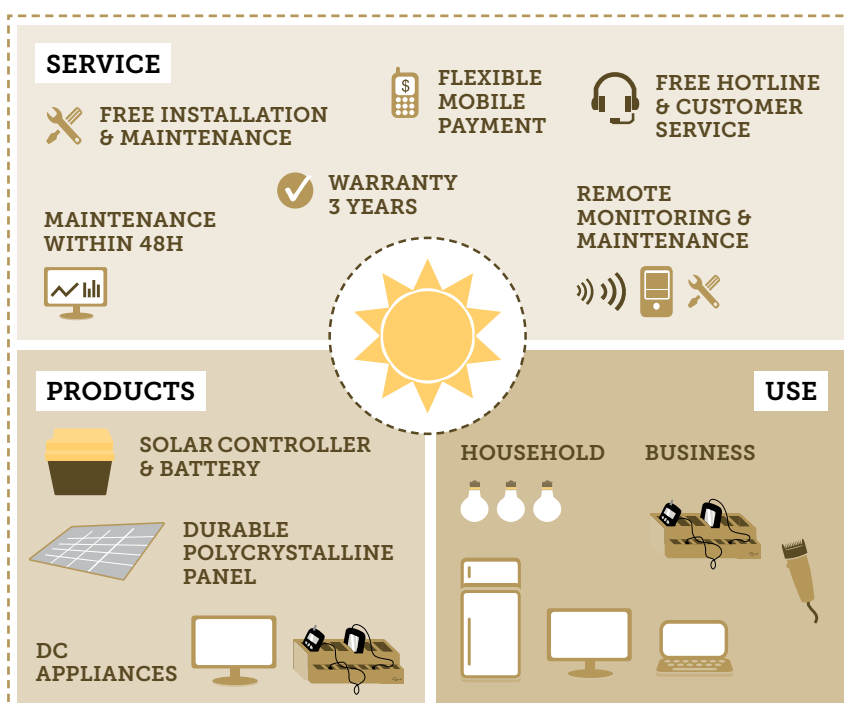 SERVICE
FREE INSTALLATION
& MAINTENANCE
$
FLEXIBLE
MOBILE
PAYMENT
FREE HOTLINE
& CUSTOMER
SERVICE
WARRANTY
3 YEARS
MAINTENANCE
WITHIN 48H
REMOTE
MONITORING &
MAINTENANCE
PRODUCTS
SOLAR CONTROLLER
& BATTERY
DURABLE
POLYCRYSTALLINE
PANEL
DC
APPLIANCES
USE
HOUSEHOLD
BUSINESS